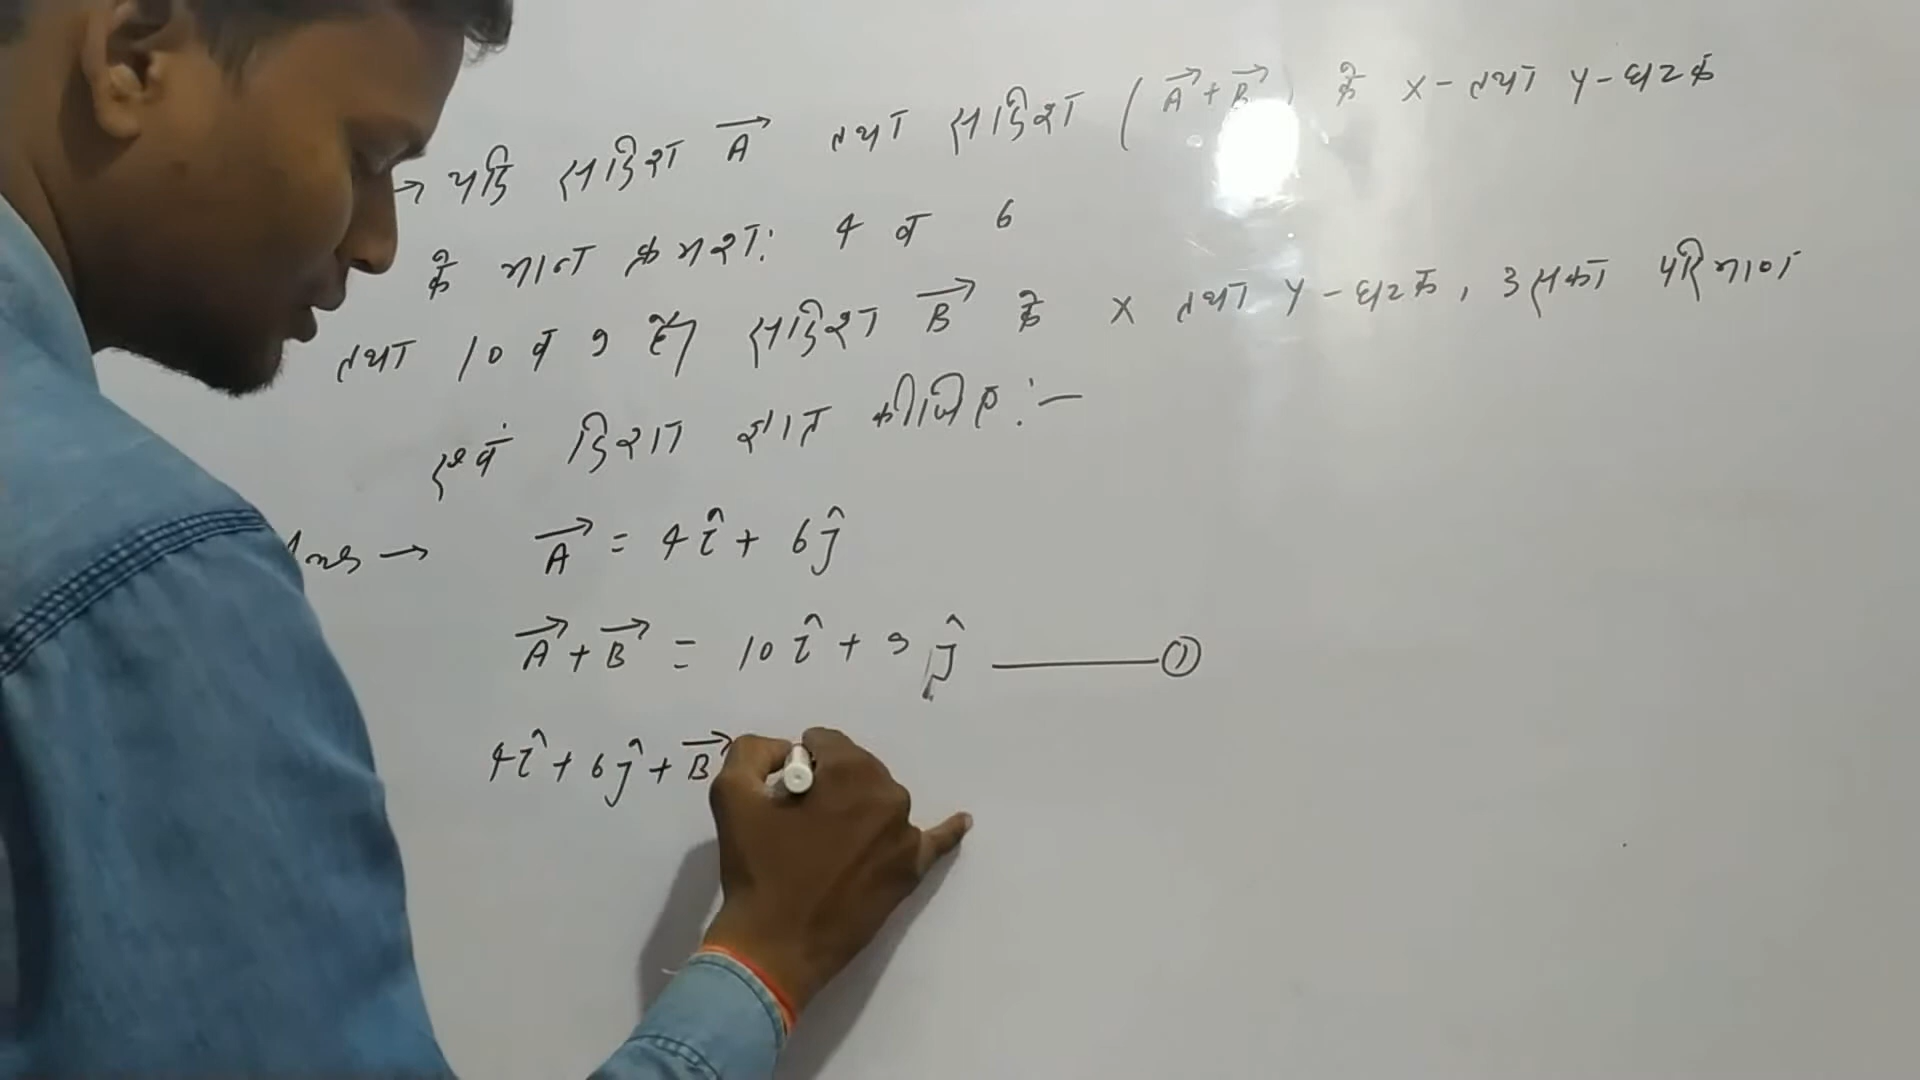 → यदि सदिश A⃗ तथा सदिश (A⃗ + B⃗) के x - तथा y - घटक
के मान क्रमशः 4 व 6
तथा 10 व 9 है। सदिश B⃗ के x तथा y - घटक, उसका परिमाण
एवं दिशा ज्ञात कीजिए :-
Ans → A⃗ = 4î + 6ĵ
A⃗ + B⃗ = 10î + 9ĵ ——— ①
4î + 6ĵ + B⃗